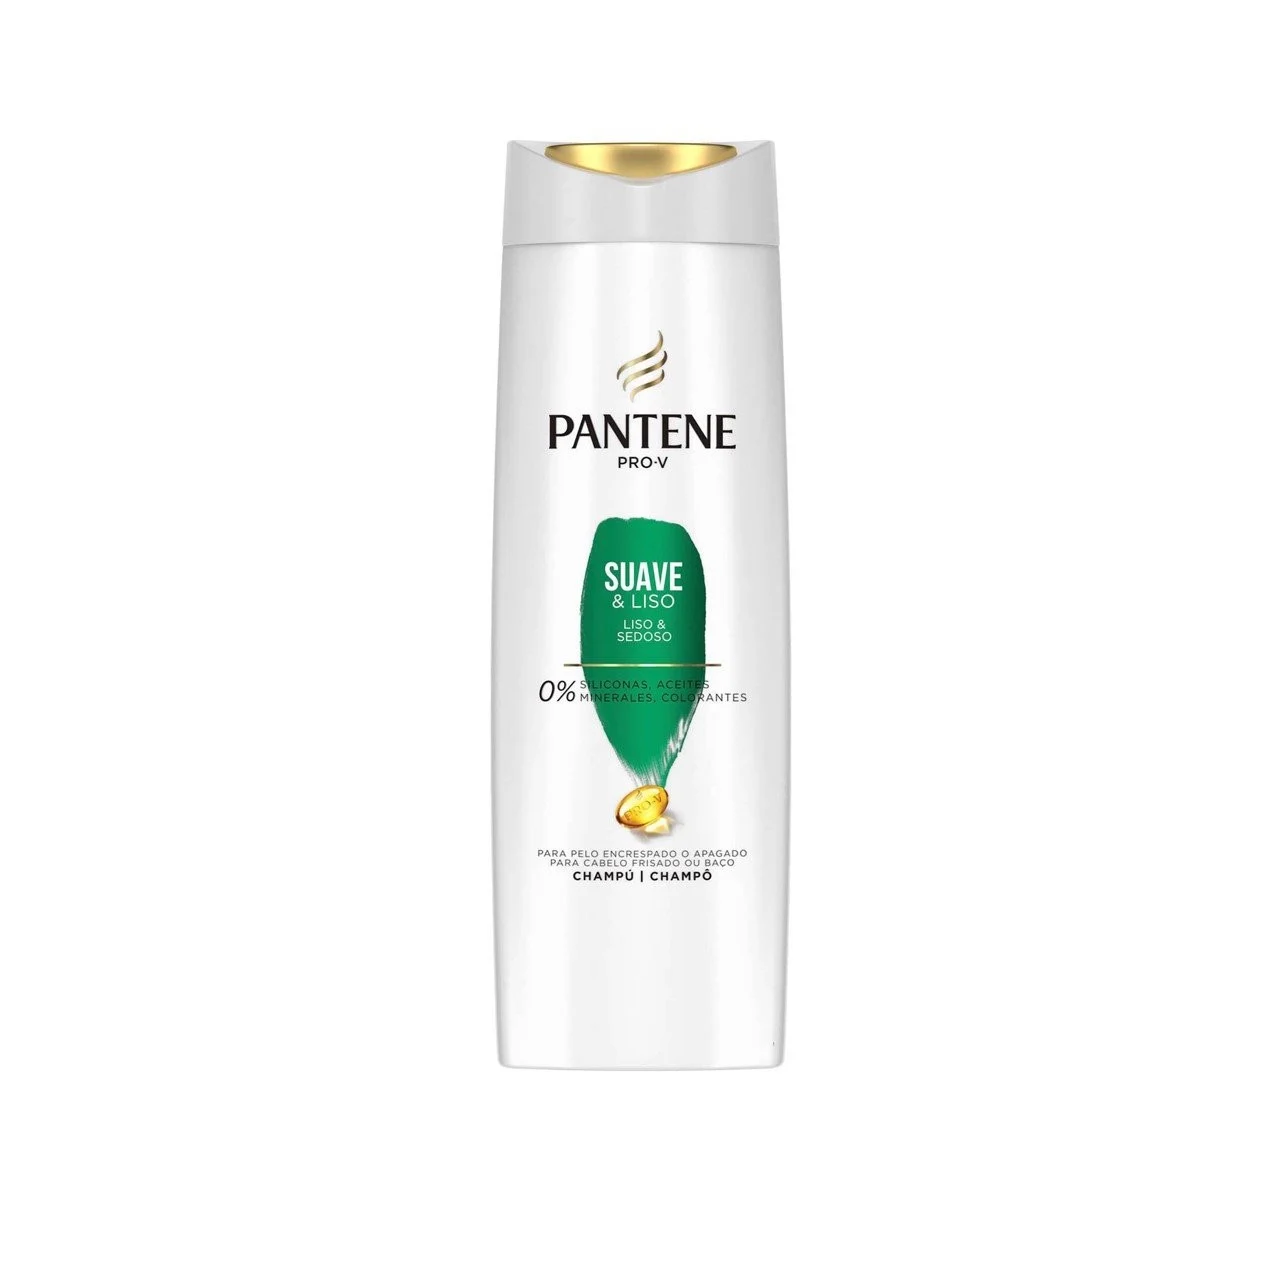 PANTENE
PRO-V
SUAVE
& LISO
LISO &
SEDOSO
0% SILICONAS, ACEITES
MINERALES, COLORANTES
PRO-V
PARA PELO ENCRESPADO O APAGADO
PARA CABELO FRISADO OU BAÇO
CHAMPÚ | CHAMPÔ